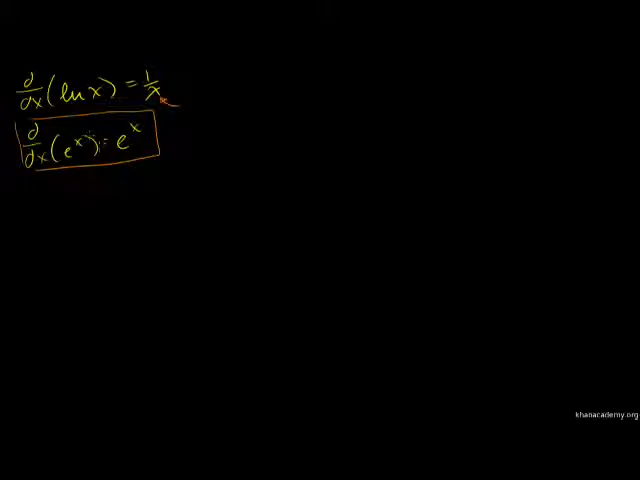 d/dx (ln x) = 1/x
d/dx (e^x) = e^x
khanacademy.org